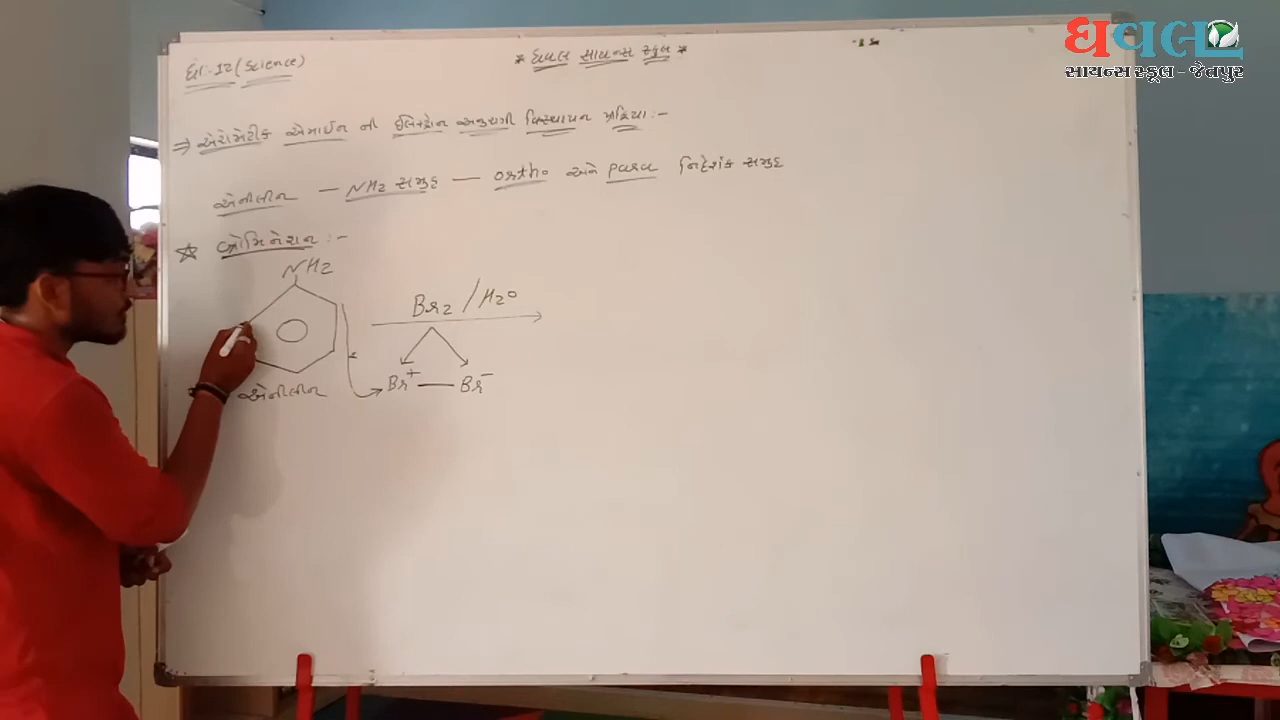 ધવલ
સાયન્સ સ્કૂલ - જેતપુર
ધો:-12 (Science)
* ધવલ સાયન્સ સ્કૂલ *
⇒ એરોમેટીક એમાઈન ની ઈલેક્ટ્રોન અનુરાગી વિસ્થાપન પ્રક્રિયા:-
એનીલીન — NH2 સમૂહ — ortho અને para નિર્દેશક સમૂહ
☆ બ્રોમિનેશન :-
NH2
Br2 / H2O
Br+ — Br-
એનીલીન